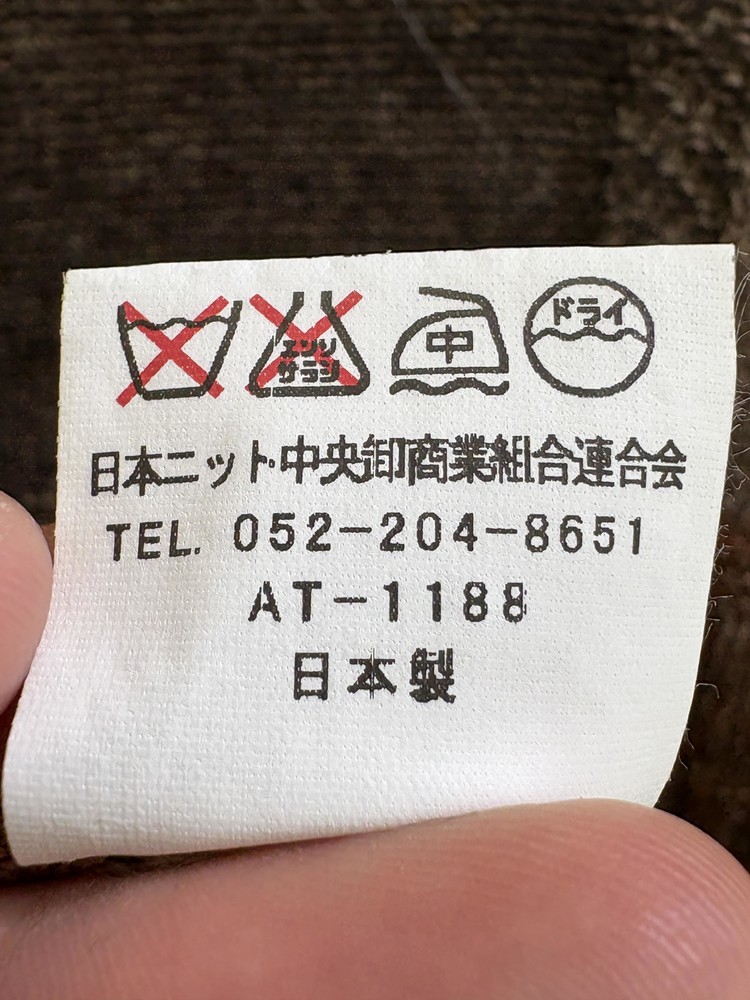 エンソ
サラシ
中
ドライ
日本ニット中央卸商業組合連合会
TEL. 052-204-8651
AT-1188
日本製